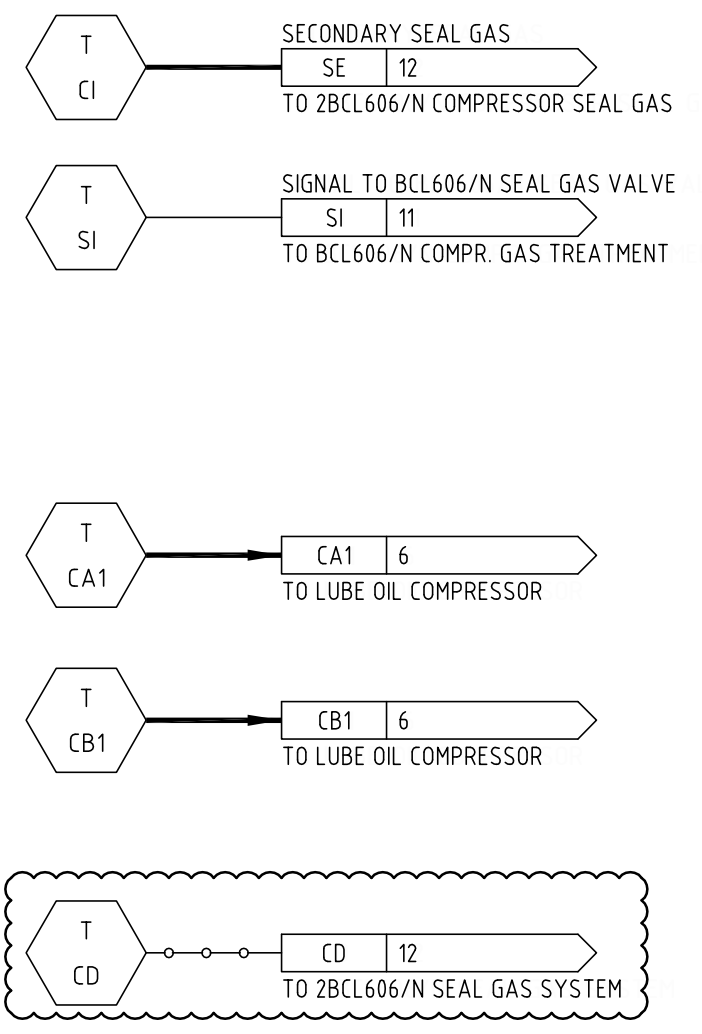 SECONDARY SEAL GAS
T
CI
SE 12
TO 2BCL606/N COMPRESSOR SEAL GAS
SIGNAL TO BCL606/N SEAL GAS VALVE
T
SI
SI 11
TO BCL606/N COMPR. GAS TREATMENT
T
CA1
CA1 6
TO LUBE OIL COMPRESSOR
T
CB1
CB1 6
TO LUBE OIL COMPRESSOR
T
CD
CD 12
TO 2BCL606/N SEAL GAS SYSTEM